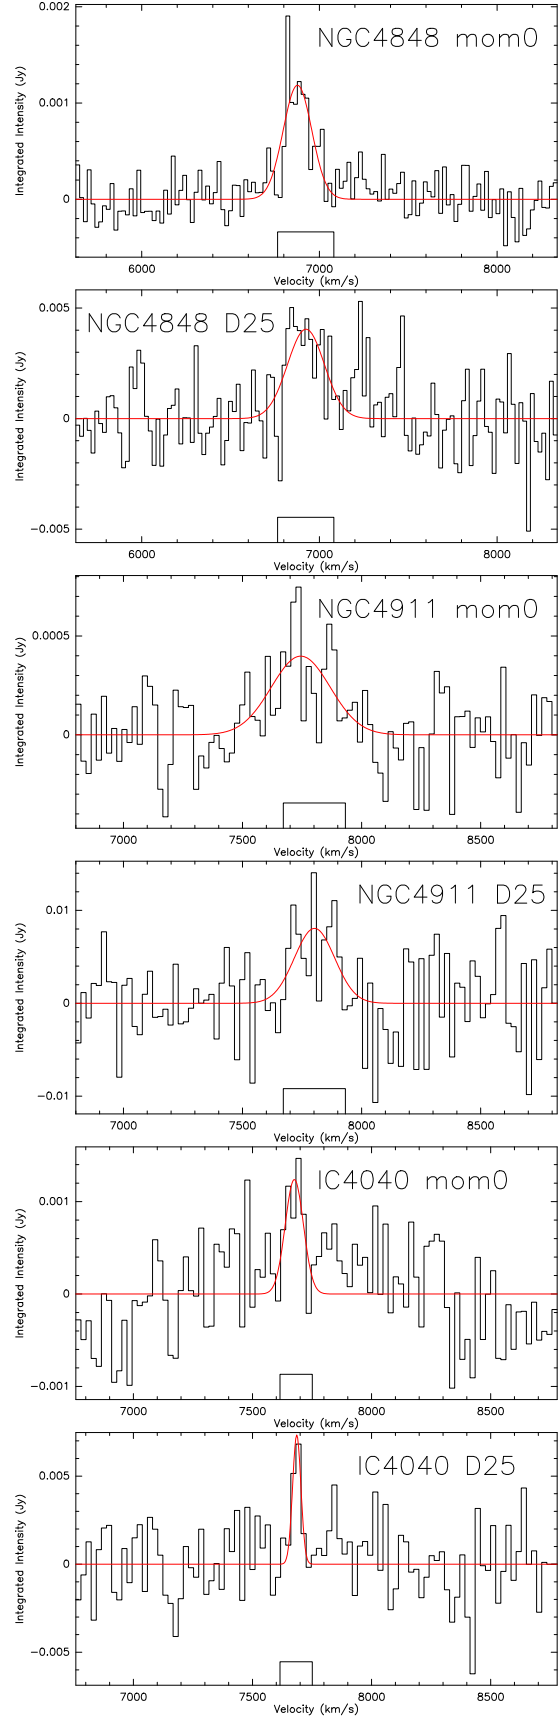 NGC4848 mom0
0.002
0.001
0
Integrated Intensity (Jy)
6000 7000 8000
Velocity (km/s)
NGC4848 D25
0.005
0
−0.005
Integrated Intensity (Jy)
6000 7000 8000
Velocity (km/s)
NGC4911 mom0
0.0005
0
Integrated Intensity (Jy)
7000 7500 8000 8500
Velocity (km/s)
NGC4911 D25
0.01
0
−0.01
Integrated Intensity (Jy)
7000 7500 8000 8500
Velocity (km/s)
IC4040 mom0
0.001
0
−0.001
Integrated Intensity (Jy)
7000 7500 8000 8500
Velocity (km/s)
IC4040 D25
0.005
0
−0.005
Integrated Intensity (Jy)
7000 7500 8000 8500
Velocity (km/s)